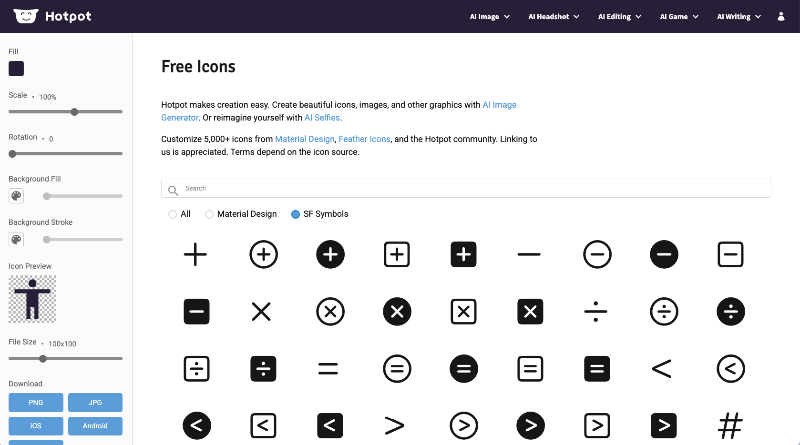 Hotpot
AI Image AI Headshot AI Editing AI Game AI Writing
Fill
Scale • 100%
Rotation • 0
Background Fill
Background Stroke
Icon Preview
File Size • 100x100
Download
PNG JPG
iOS Android
Free Icons
Hotpot makes creation easy. Create beautiful icons, images, and other graphics with AI Image
Generator. Or reimagine yourself with AI Selfies.
Customize 5,000+ icons from Material Design, Feather Icons, and the Hotpot community. Linking to
us is appreciated. Terms depend on the icon source.
Search
All Material Design SF Symbols